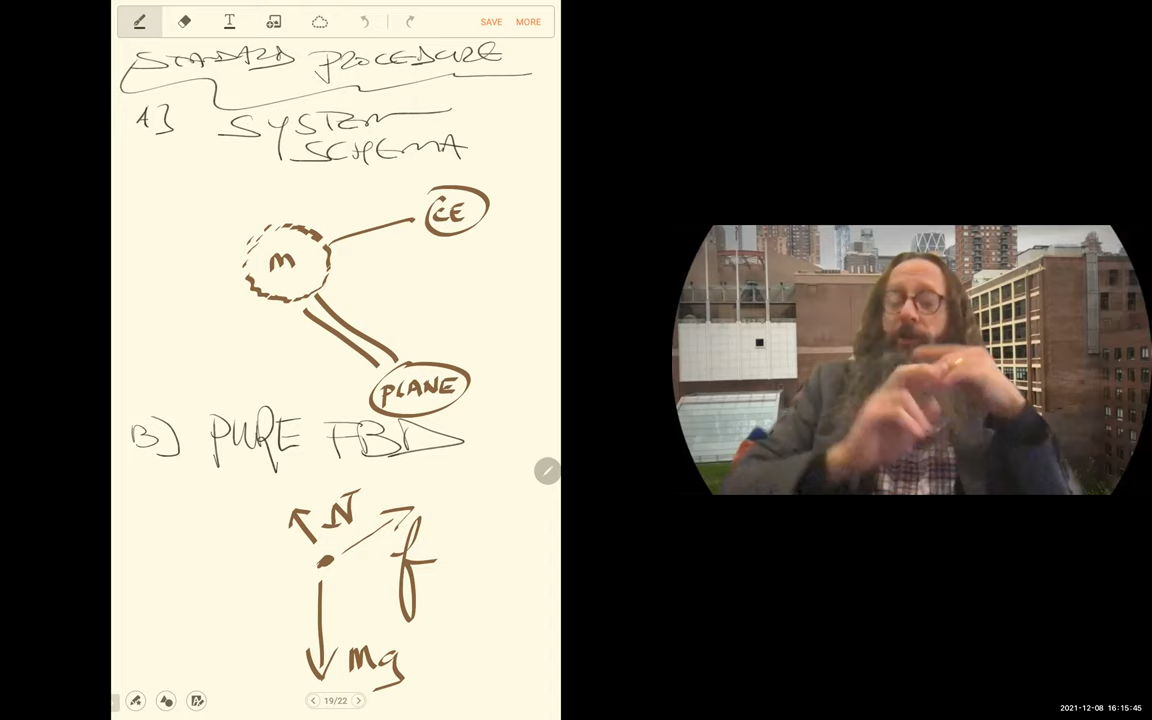 T SAVE MORE
STANDARD PROCEDURE
A} SYSTEM
SCHEMA
CE
m
PLANE
B} PURE FBD
N
f
mg
19/22
2021-12-08 16:15:45